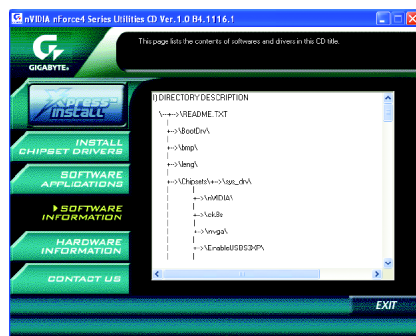 nVIDIA nForce4 Series Utilities CD Ver.1.0 B4.1116.1
This page lists the contents of softwares and drivers in this CD title.
GIGABYTE™
Xpress™
Install
INSTALL
CHIPSET DRIVERS
SOFTWARE
APPLICATIONS
SOFTWARE
INFORMATION
HARDWARE
INFORMATION
CONTACT US
I) DIRECTORY DESCRIPTION
\--+-->\README.TXT
|
+-->\BootDrv\
|
+-->\bmp\
|
+-->\lang\
|
+-->\Chipsets\+-->\sys_drv\
| |
| +-->\nVIDIA\
| |
| +-->\ck8s
| |
| +-->\nvga\
| |
| +-->\EnableUSBS3XP\
EXIT